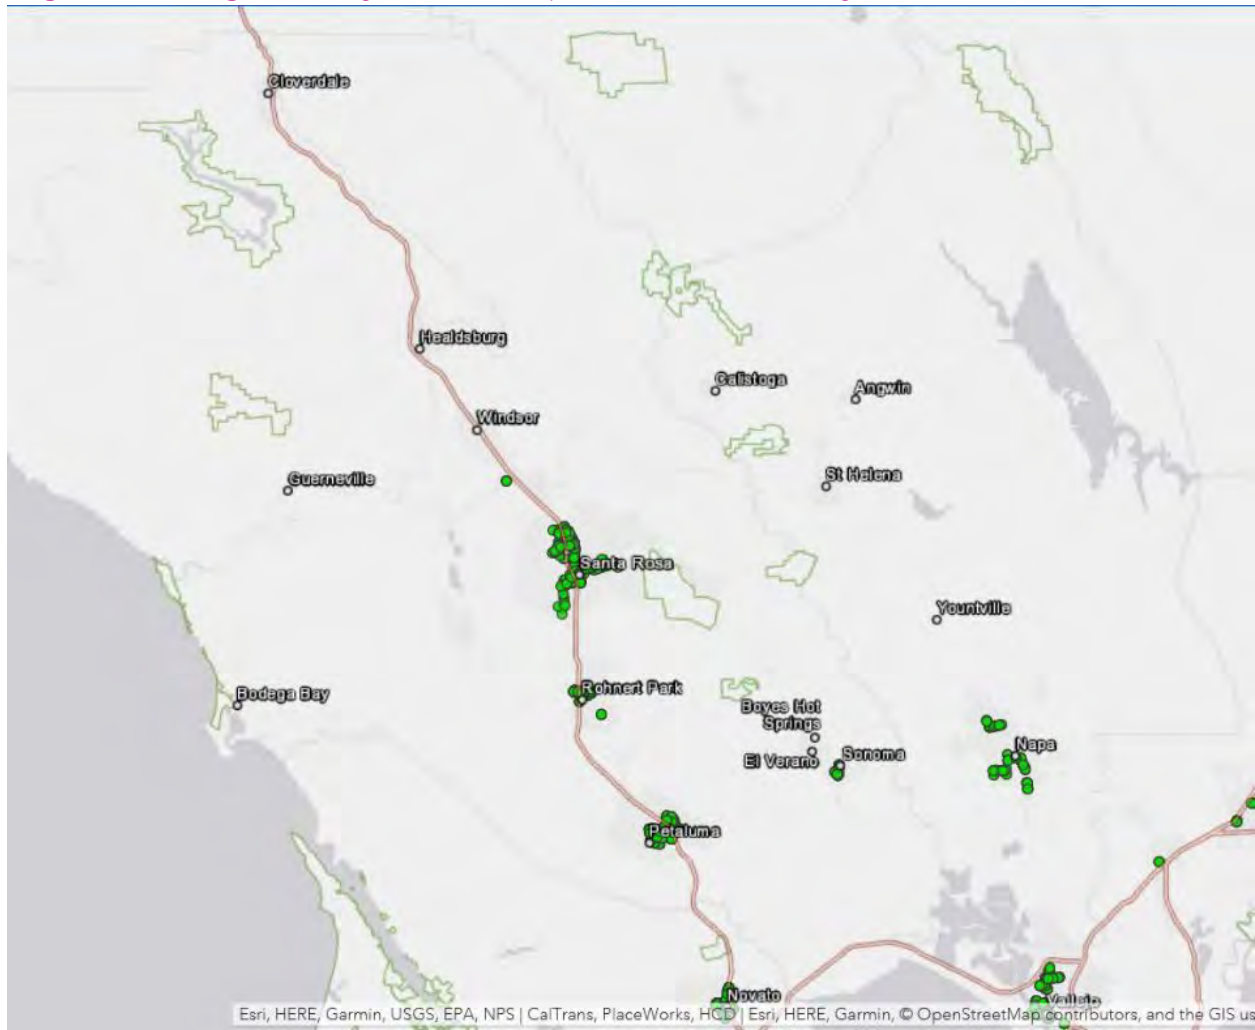 Cloverdale
Healdsburg
Calistoga
Angwin
Windsor
St Helena
Guerneville
Santa Rosa
Yountville
Rohnert Park
Bodega Bay
Boyes Hot
Springs
Napa
El Verano
Sonoma
Petaluma
Novato
Vallejo
Esri, HERE, Garmin, USGS, EPA, NPS | CalTrans, PlaceWorks, HCD | Esri, HERE, Garmin, © OpenStreetMap contributors, and the GIS u